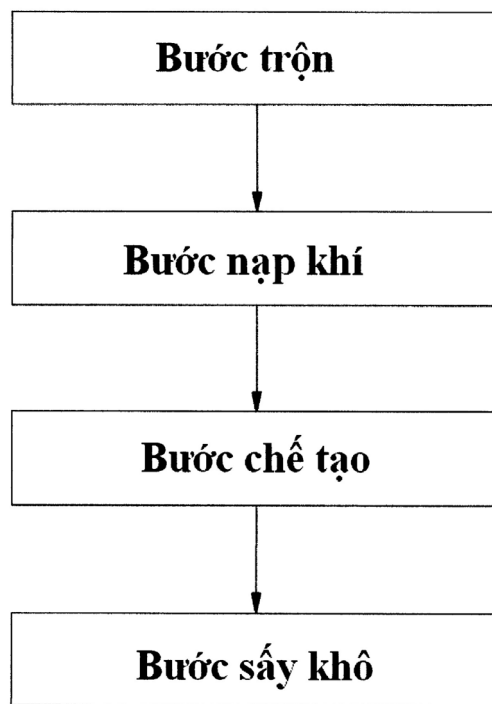 Bước trộn
Bước nạp khí
Bước chế tạo
Bước sấy khô